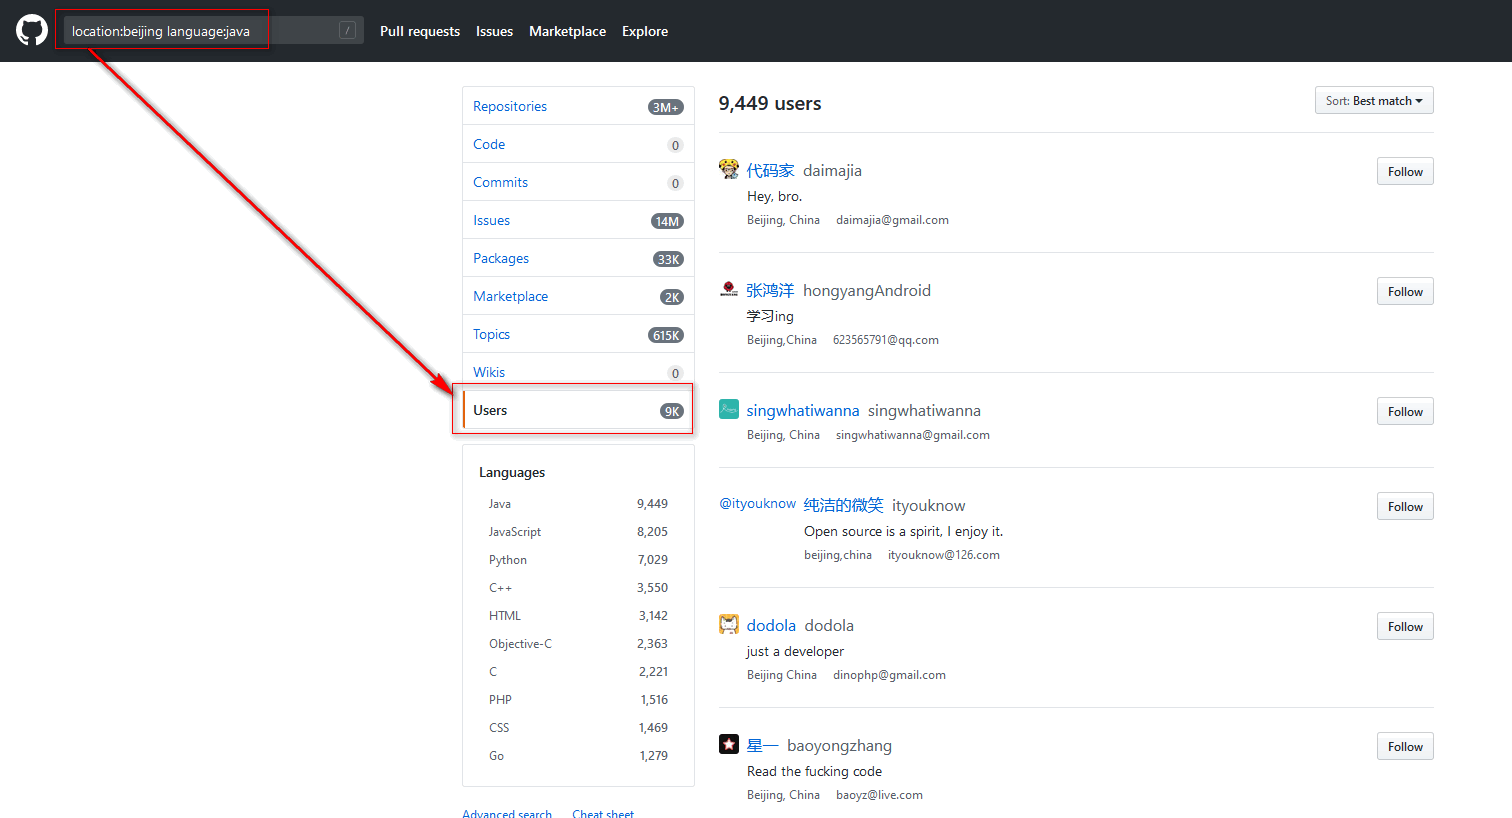 location:beijing language:java / Pull requests Issues Marketplace Explore
Repositories 3M+
Code 0
Commits 0
Issues 14M
Packages 33K
Marketplace 2K
Topics 615K
Wikis 0
Users 9K
Languages
Java 9,449
JavaScript 8,205
Python 7,029
C++ 3,550
HTML 3,142
Objective-C 2,363
C 2,221
PHP 1,516
CSS 1,469
Go 1,279
Advanced search Cheat sheet
9,449 users Sort: Best match
代码家 daimajia Follow
Hey, bro.
Beijing, China daimajia@gmail.com
张鸿洋 hongyangAndroid Follow
学习ing
Beijing,China 623565791@qq.com
singwhatiwanna singwhatiwanna Follow
Beijing, China singwhatiwanna@gmail.com
@ityouknow 纯洁的微笑 ityouknow Follow
Open source is a spirit, I enjoy it.
beijing,china ityouknow@126.com
dodola dodola Follow
just a developer
Beijing China dinophp@gmail.com
星一 baoyongzhang Follow
Read the fucking code
Beijing, China baoyz@live.com